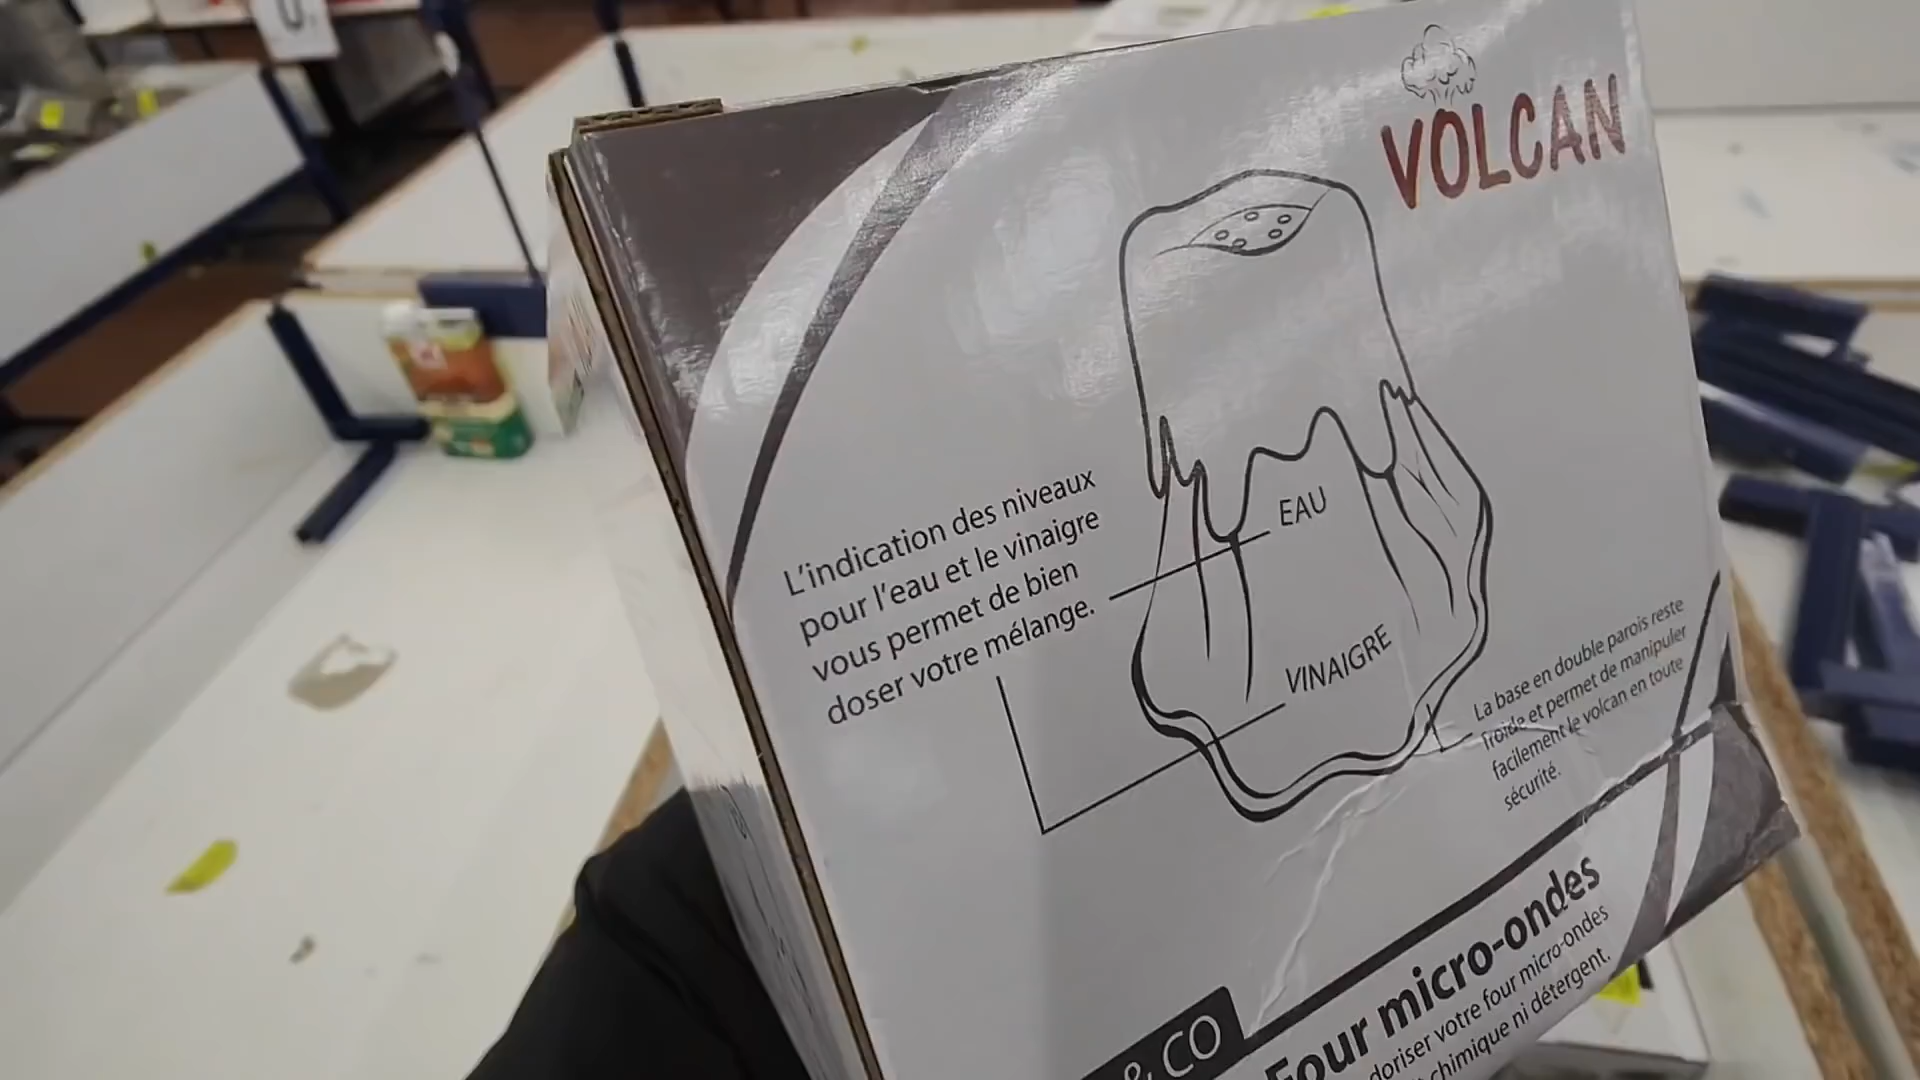 VOLCAN
L'indication des niveaux
pour l'eau et le vinaigre
vous permet de bien
doser votre mélange.
EAU
VINAIGRE
La base en double parois reste
froide et permet de manipuler
facilement le volcan en toute
sécurité.
& CO
Four micro-ondes
doriser votre four micro-ondes
chimique ni détergent.